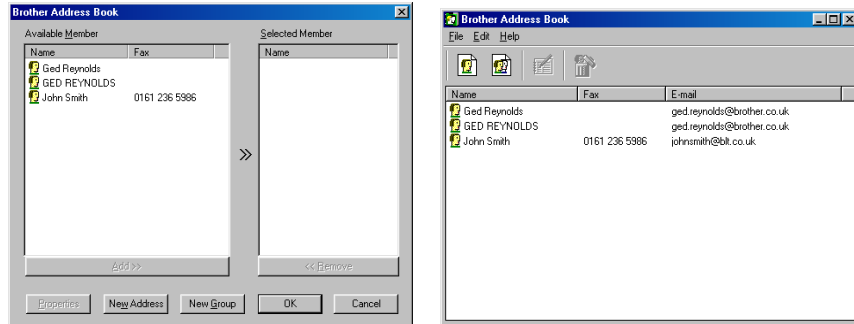 Brother Address Book
Available Member
Selected Member
Name Fax
Name
Ged Reynolds
GED REYNOLDS
John Smith 0161 236 5986
Add >>
<< Remove
Properties New Address New Group OK Cancel
Brother Address Book
File Edit Help
Name Fax E-mail
Ged Reynolds ged.reynolds@brother.co.uk
GED REYNOLDS ged.reynolds@brother.co.uk
John Smith 0161 236 5986 johnsmith@blt.co.uk